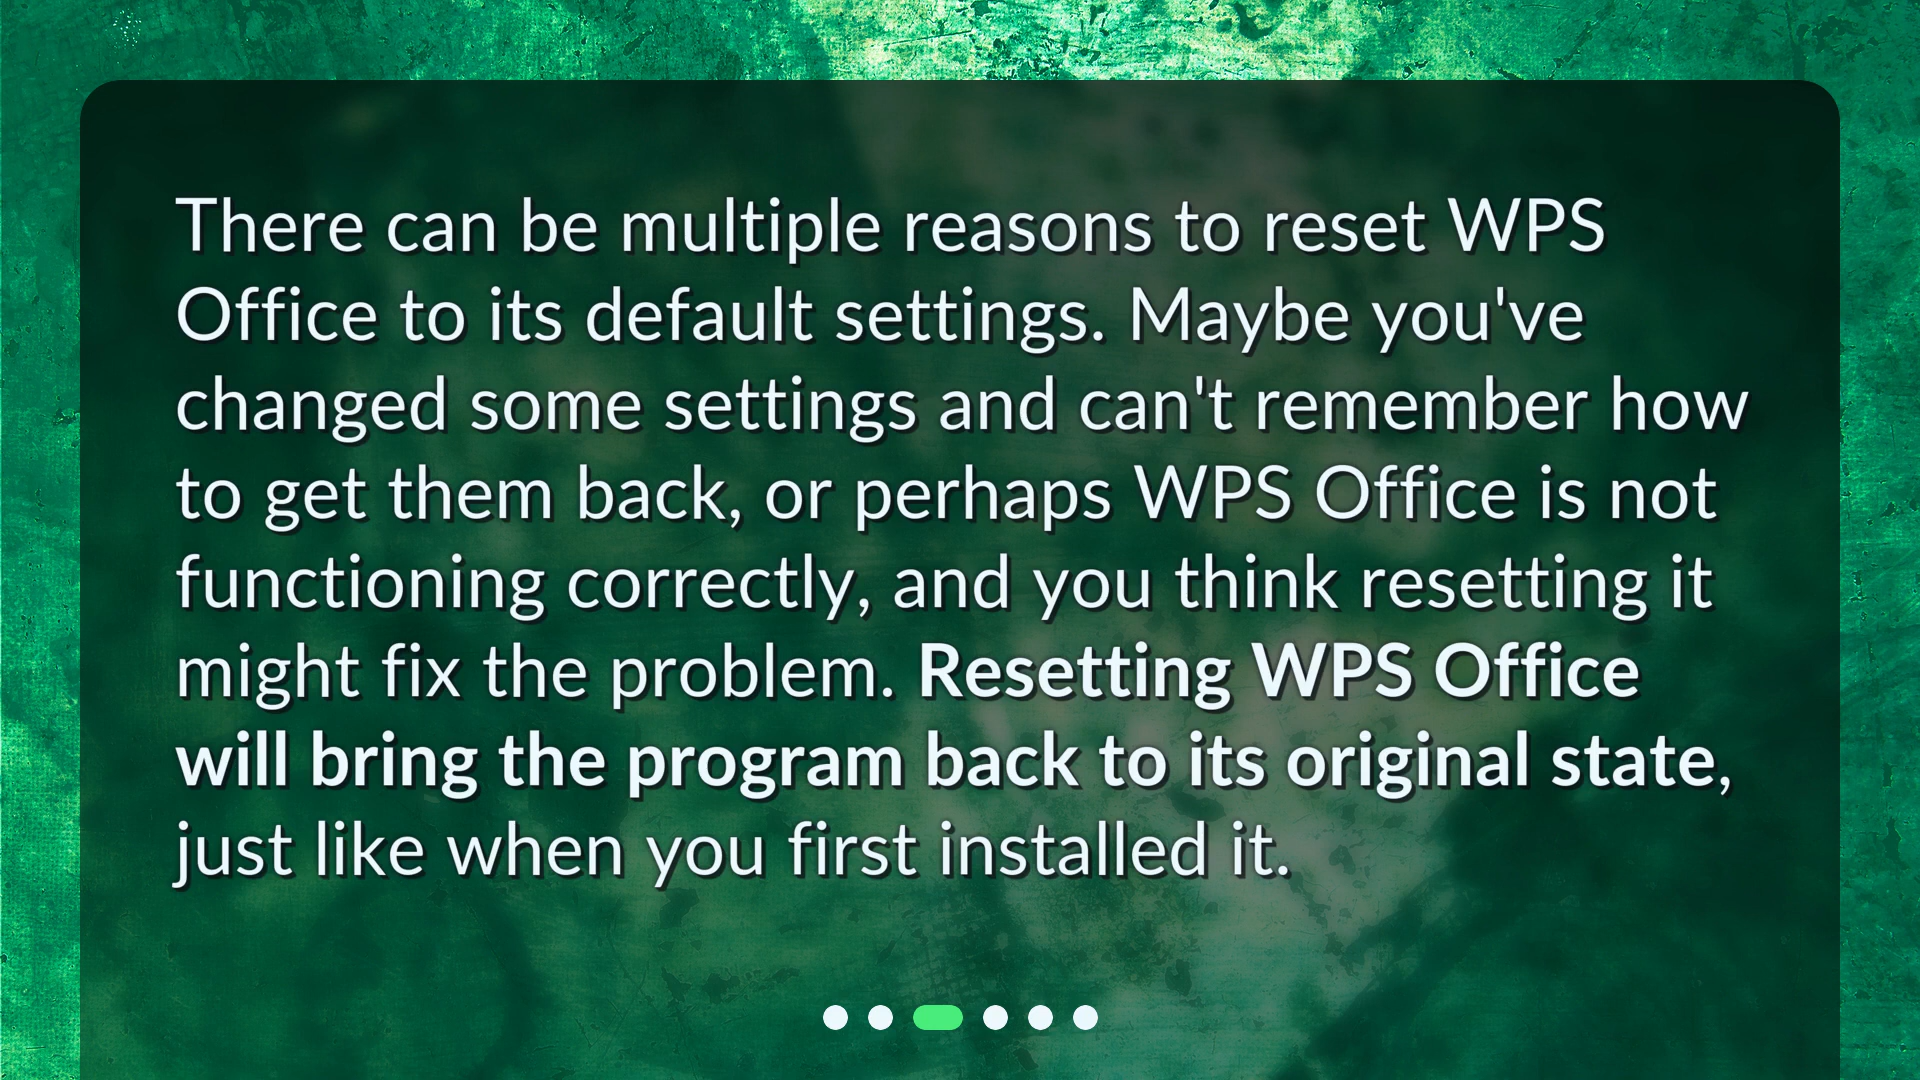 There can be multiple reasons to reset WPS
Office to its default settings. Maybe you've
changed some settings and can't remember how
to get them back, or perhaps WPS Office is not
functioning correctly, and you think resetting it
might fix the problem. Resetting WPS Office
will bring the program back to its original state,
just like when you first installed it.